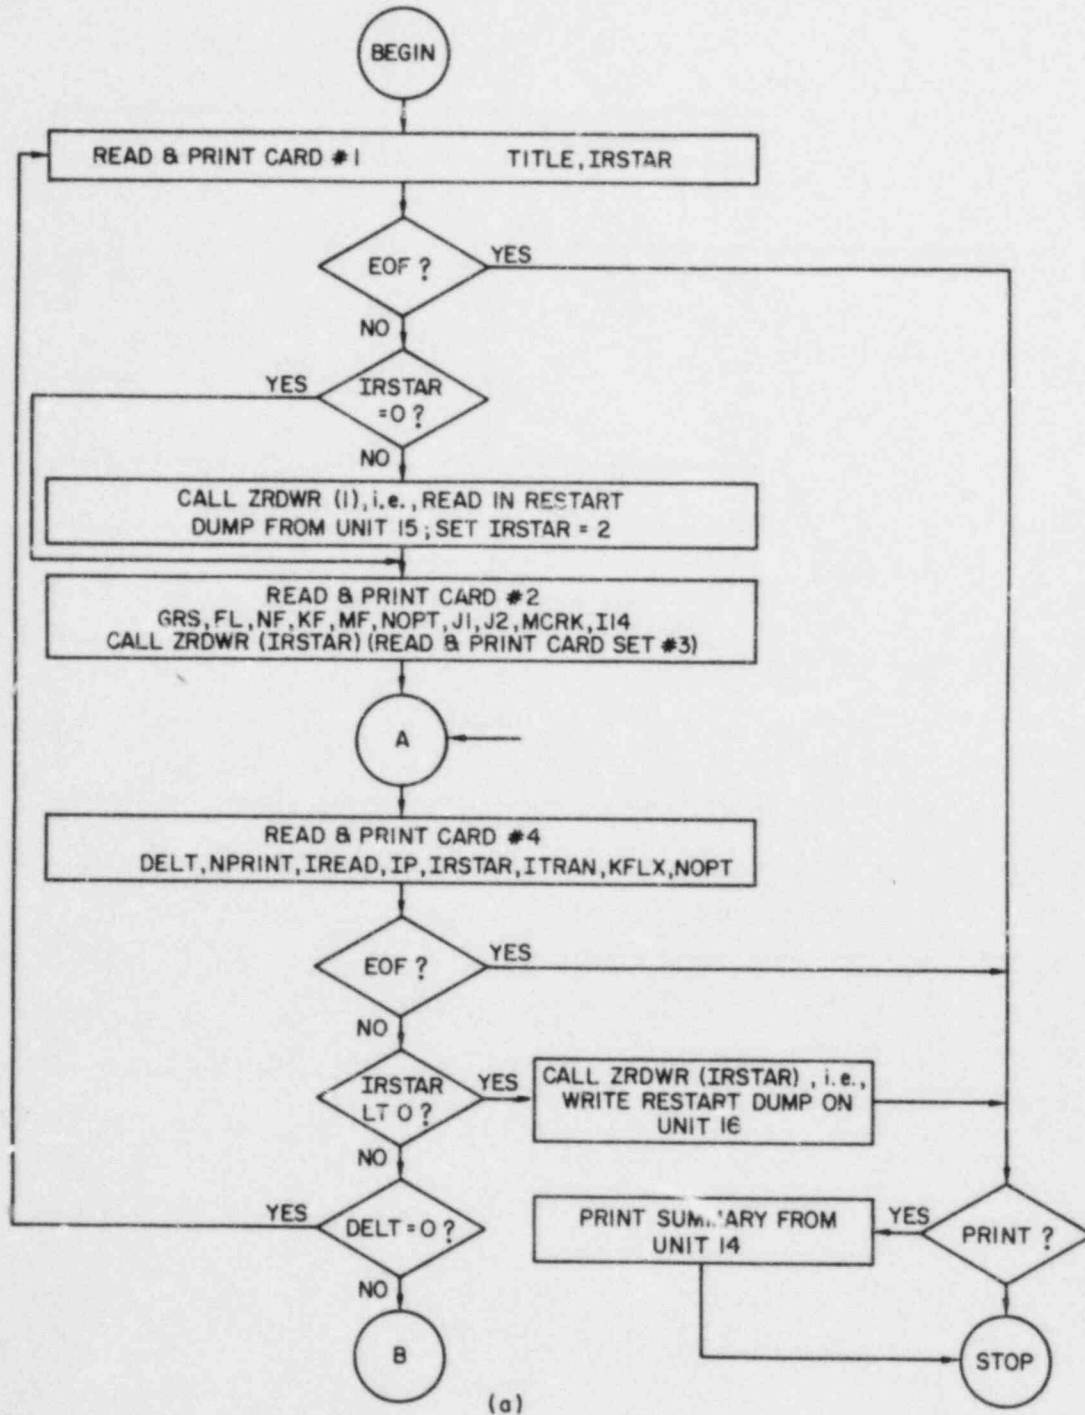 BEGIN
READ & PRINT CARD #1 TITLE, IRSTAR
EOF ?
YES
NO
YES
IRSTAR
=0 ?
NO
CALL ZRDWR (1), i.e., READ IN RESTART
DUMP FROM UNIT 15; SET IRSTAR = 2
READ & PRINT CARD #2
GRS, FL, NF, KF, MF, NOPT, J1, J2, MCRK, I14
CALL ZRDWR (IRSTAR) (READ & PRINT CARD SET #3)
A
READ & PRINT CARD #4
DELT, NPRINT, IREAD, IP, IRSTAR, ITRAN, KFLX, NOPT
EOF ?
YES
NO
IRSTAR
LT 0 ?
YES
CALL ZRDWR (IRSTAR) , i.e.,
WRITE RESTART DUMP ON
UNIT 16
NO
YES
DELT = 0 ?
PRINT SUMMARY FROM
UNIT 14
YES
PRINT ?
NO
B
STOP
(a)